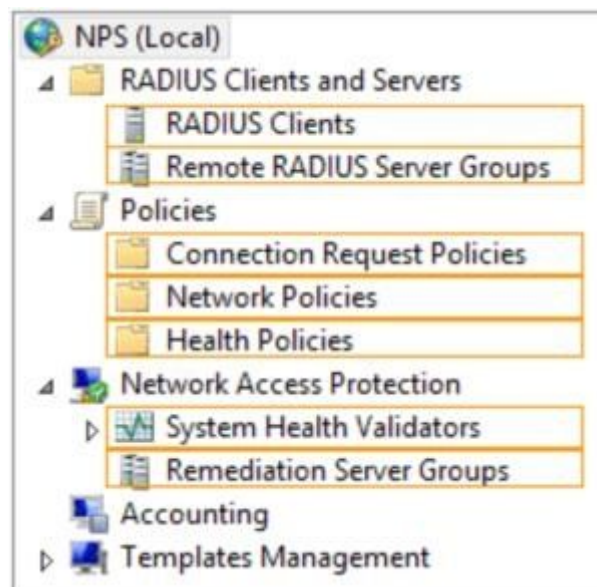 NPS (Local)
RADIUS Clients and Servers
RADIUS Clients
Remote RADIUS Server Groups
Policies
Connection Request Policies
Network Policies
Health Policies
Network Access Protection
System Health Validators
Remediation Server Groups
Accounting
Templates Management